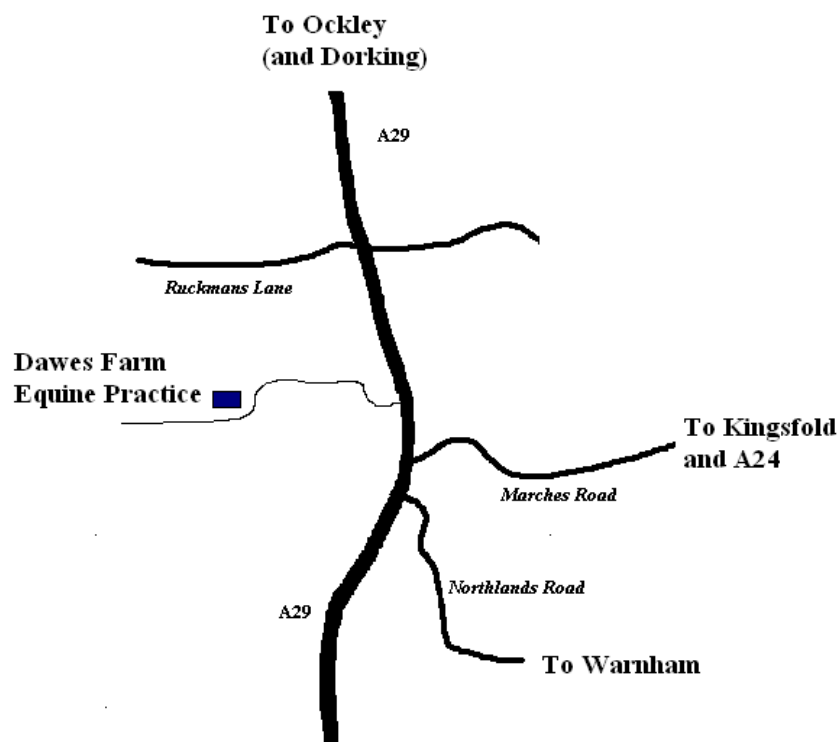 To Ockley
(and Dorking)
A29
Ruckmans Lane
Dawes Farm
Equine Practice
To Kingsfold
and A24
Marches Road
Northlands Road
A29
To Warnham